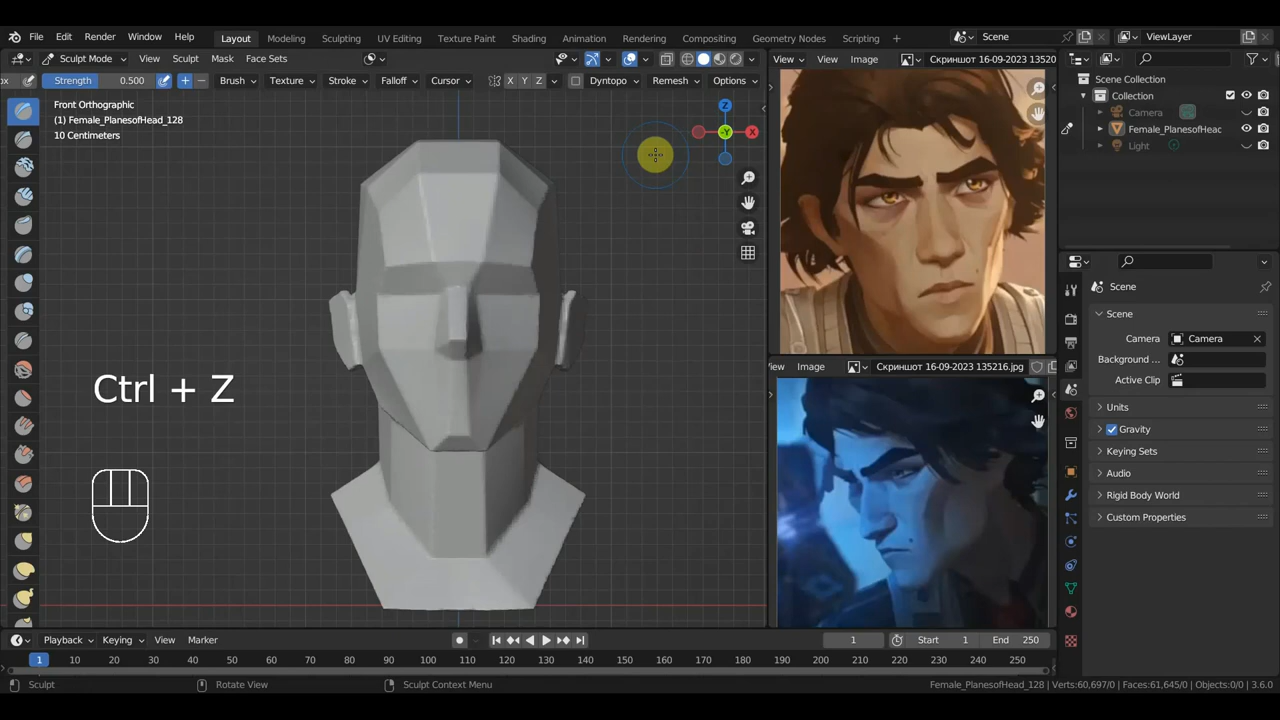 File Edit Render Window Help Layout Modeling Sculpting UV Editing Texture Paint Shading Animation Rendering Compositing Geometry Nodes Scripting Scene ViewLayer
Sculpt Mode View Sculpt Mask Face Sets View View Image Скриншот 16-09-2023 13520
Strength 0.500 Brush Texture Stroke Falloff Cursor X Y Z Dyntopo Remesh Options
Scene Collection
Collection
Camera
Female_PlanesofHeac
Light
Front Orthographic
(1) Female_PlanesofHead_128
10 Centimeters
Z
X
-Y
Ctrl + Z
Image Скриншот 16-09-2023 135216.jpg
Scene
Scene
Camera Camera
Background ...
Active Clip
Units
Gravity
Keying Sets
Audio
Rigid Body World
Custom Properties
Playback Keying View Marker 1 Start 1 End 250
1 10 20 30 40 50 60 70 80 90 100 110 120 130 140 150 160 170 180 190 200 210 220 230 240 250
Sculpt Rotate View Sculpt Context Menu Female_PlanesofHead_128 | Verts:60,697/0 | Faces:61,645/0 | Objects:0/0 | 3.6.0